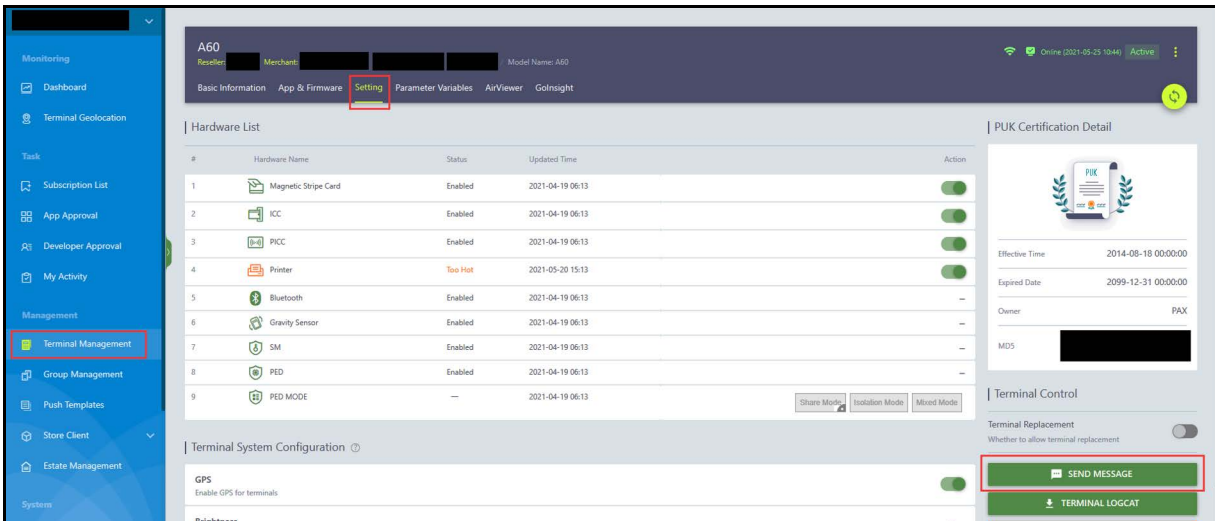 Monitoring
Dashboard
Terminal Geolocation
Task
Subscription List
App Approval
Developer Approval
My Activity
Management
Terminal Management
Group Management
Push Templates
Store Client
Estate Management
System
A60
Reseller: Merchant: / Model Name: A60
Online (2021-05-25 10:44) Active
Basic Information App & Firmware Setting Parameter Variables AirViewer GoInsight
Hardware List
# Hardware Name Status Updated Time Action
1 Magnetic Stripe Card Enabled 2021-04-19 06:13
2 ICC Enabled 2021-04-19 06:13
3 PICC Enabled 2021-04-19 06:13
4 Printer Too Hot 2021-05-20 15:13
5 Bluetooth Enabled 2021-04-19 06:13 –
6 Gravity Sensor Enabled 2021-04-19 06:13 –
7 SM Enabled 2021-04-19 06:13 –
8 PED Enabled 2021-04-19 06:13 –
9 PED MODE — 2021-04-19 06:13 Share Mode Isolation Mode Mixed Mode
Terminal System Configuration ?
GPS
Enable GPS for terminals
Brightness
PUK Certification Detail
PUK
Effective Time 2014-08-18 00:00:00
Expired Date 2099-12-31 00:00:00
Owner PAX
MD5
Terminal Control
Terminal Replacement
Whether to allow terminal replacement
SEND MESSAGE
TERMINAL LOGCAT